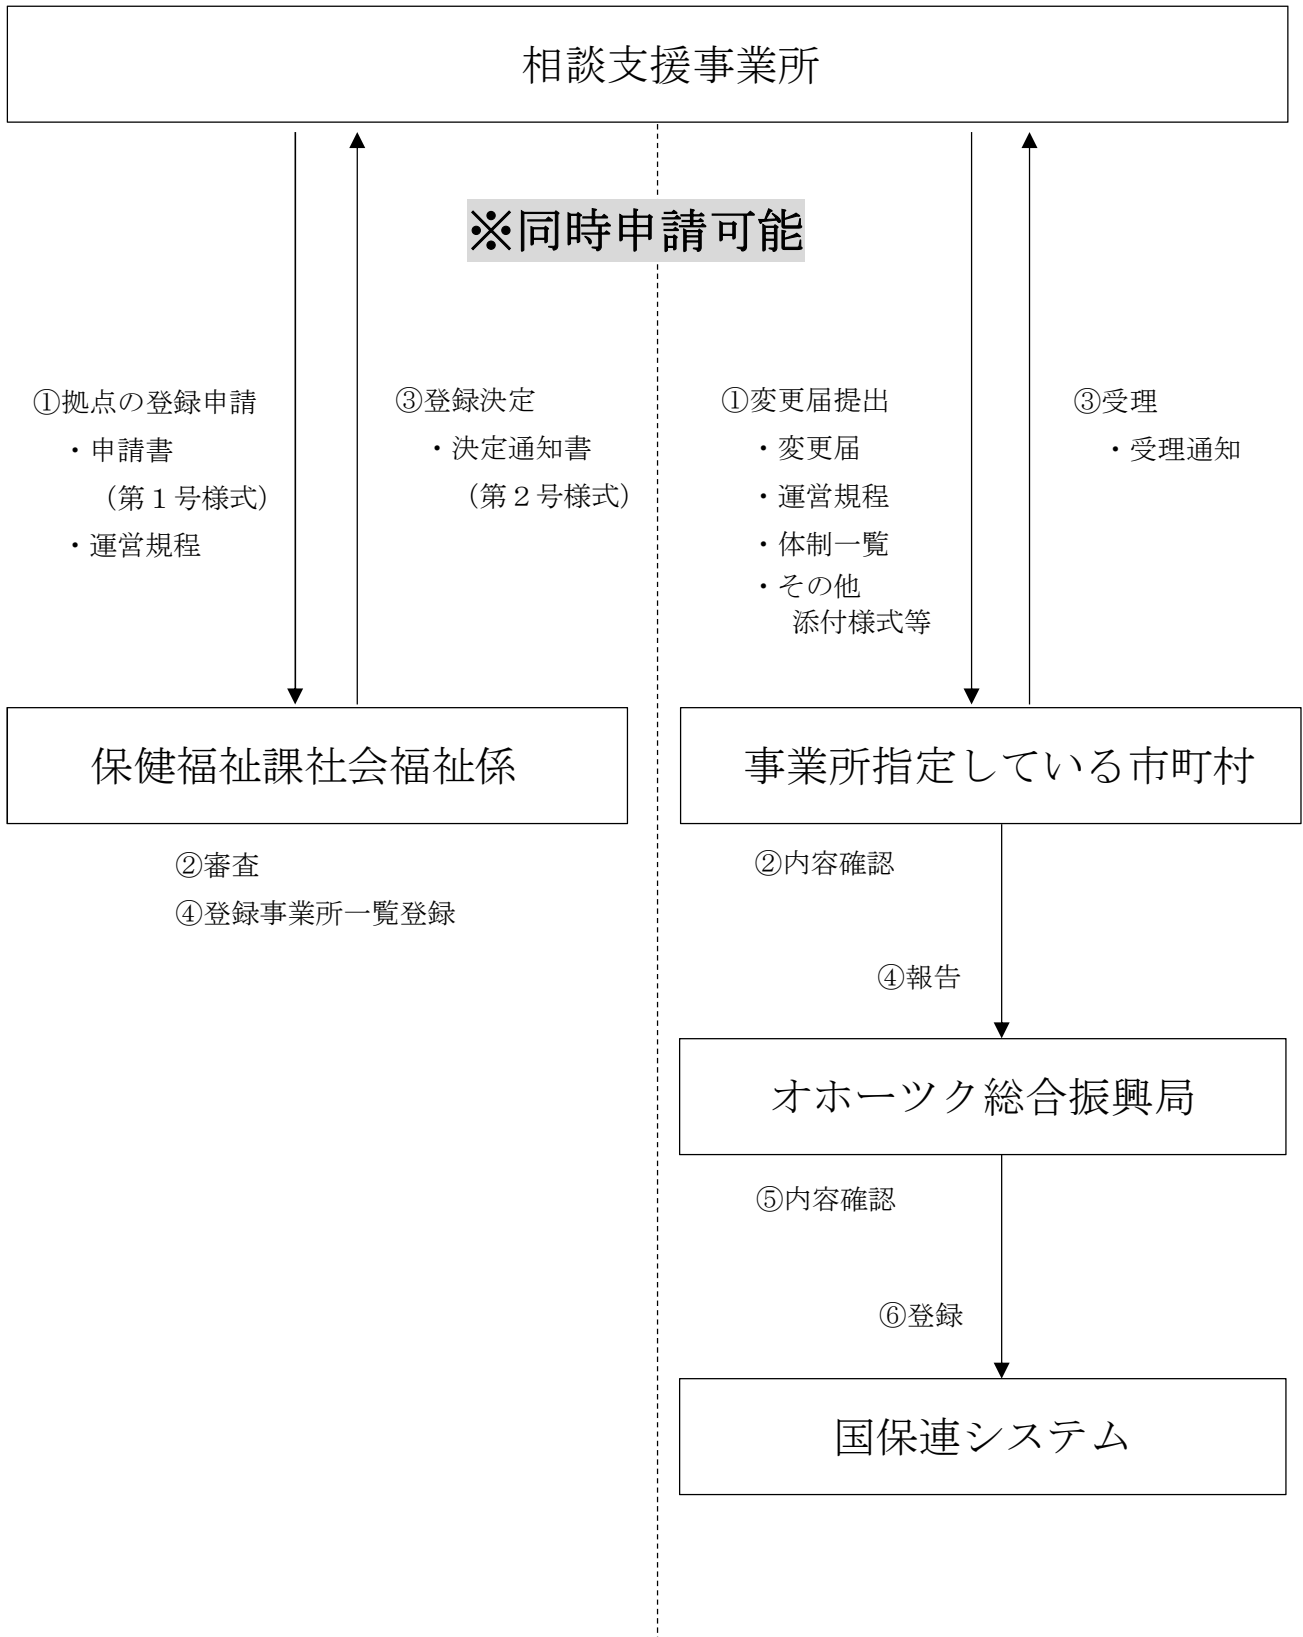 相談支援事業所
※同時申請可能
①拠点の登録申請
・申請書
（第１号様式）
・運営規程
③登録決定
・決定通知書
（第２号様式）
①変更届提出
・変更届
・運営規程
・体制一覧
・その他
添付様式等
③受理
・受理通知
保健福祉課社会福祉係
②審査
④登録事業所一覧登録
事業所指定している市町村
②内容確認
④報告
オホーツク総合振興局
⑤内容確認
⑥登録
国保連システム